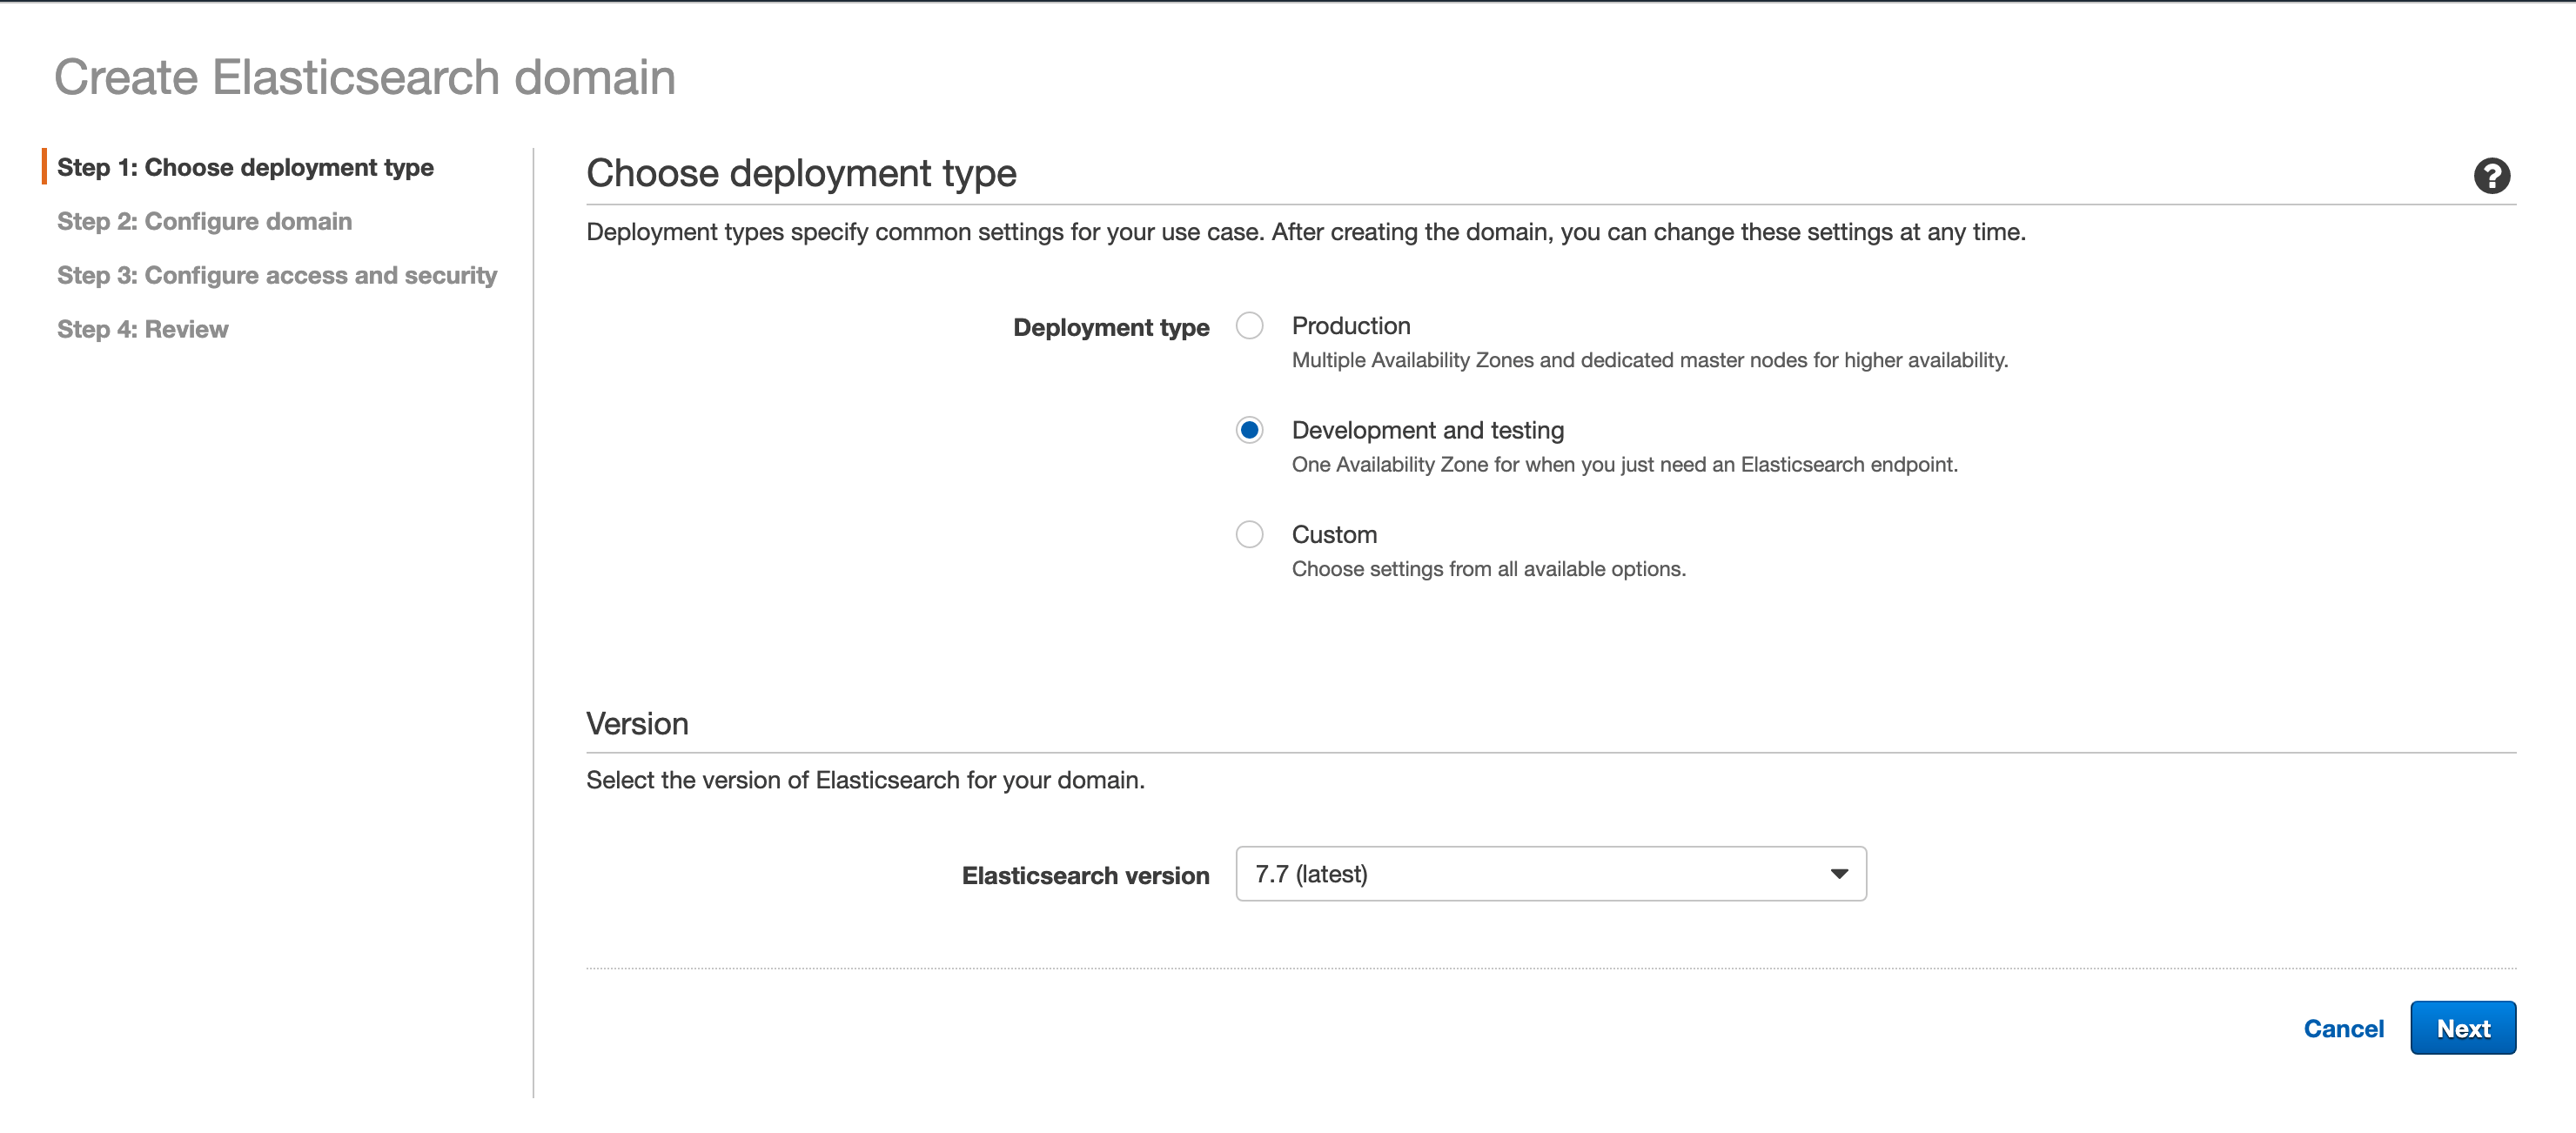 Create Elasticsearch domain
Step 1: Choose deployment type
Step 2: Configure domain
Step 3: Configure access and security
Step 4: Review
Choose deployment type
?
Deployment types specify common settings for your use case. After creating the domain, you can change these settings at any time.
Deployment type
Production
Multiple Availability Zones and dedicated master nodes for higher availability.
Development and testing
One Availability Zone for when you just need an Elasticsearch endpoint.
Custom
Choose settings from all available options.
Version
Select the version of Elasticsearch for your domain.
Elasticsearch version
7.7 (latest)
Cancel
Next